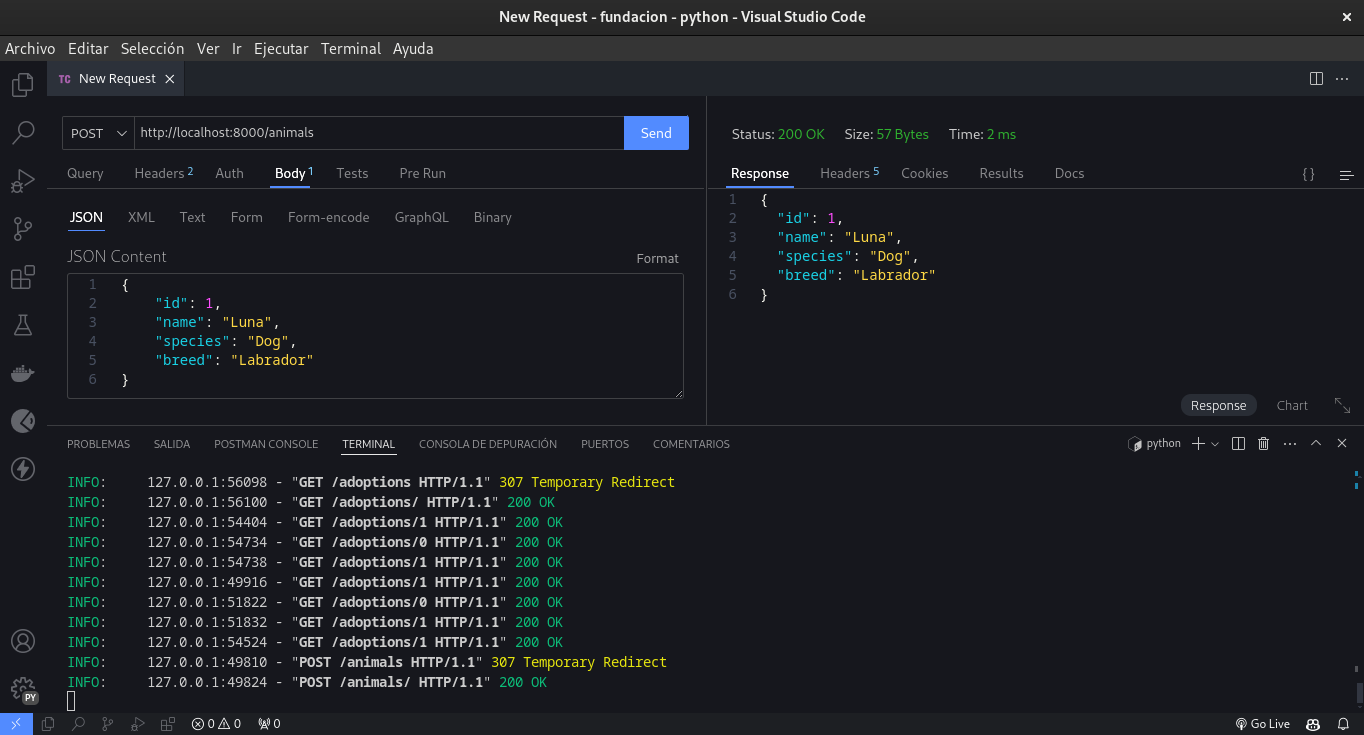 New Request - fundacion - python - Visual Studio Code
Archivo Editar Selección Ver Ir Ejecutar Terminal Ayuda
TC New Request
POST http://localhost:8000/animals Send
Query Headers 2 Auth Body 1 Tests Pre Run
JSON XML Text Form Form-encode GraphQL Binary
JSON Content Format
1 {
2 "id": 1,
3 "name": "Luna",
4 "species": "Dog",
5 "breed": "Labrador"
6 }
Status: 200 OK Size: 57 Bytes Time: 2 ms
Response Headers 5 Cookies Results Docs {}
1 {
2 "id": 1,
3 "name": "Luna",
4 "species": "Dog",
5 "breed": "Labrador"
6 }
Response Chart
PROBLEMAS SALIDA POSTMAN CONSOLE TERMINAL CONSOLA DE DEPURACIÓN PUERTOS COMENTARIOS python
INFO: 127.0.0.1:56098 - "GET /adoptions HTTP/1.1" 307 Temporary Redirect
INFO: 127.0.0.1:56100 - "GET /adoptions/ HTTP/1.1" 200 OK
INFO: 127.0.0.1:54404 - "GET /adoptions/1 HTTP/1.1" 200 OK
INFO: 127.0.0.1:54734 - "GET /adoptions/0 HTTP/1.1" 200 OK
INFO: 127.0.0.1:54738 - "GET /adoptions/1 HTTP/1.1" 200 OK
INFO: 127.0.0.1:49916 - "GET /adoptions/1 HTTP/1.1" 200 OK
INFO: 127.0.0.1:51822 - "GET /adoptions/0 HTTP/1.1" 200 OK
INFO: 127.0.0.1:51832 - "GET /adoptions/1 HTTP/1.1" 200 OK
INFO: 127.0.0.1:54524 - "GET /adoptions/1 HTTP/1.1" 200 OK
INFO: 127.0.0.1:49810 - "POST /animals HTTP/1.1" 307 Temporary Redirect
INFO: 127.0.0.1:49824 - "POST /animals/ HTTP/1.1" 200 OK
PY
0 0 0 Go Live